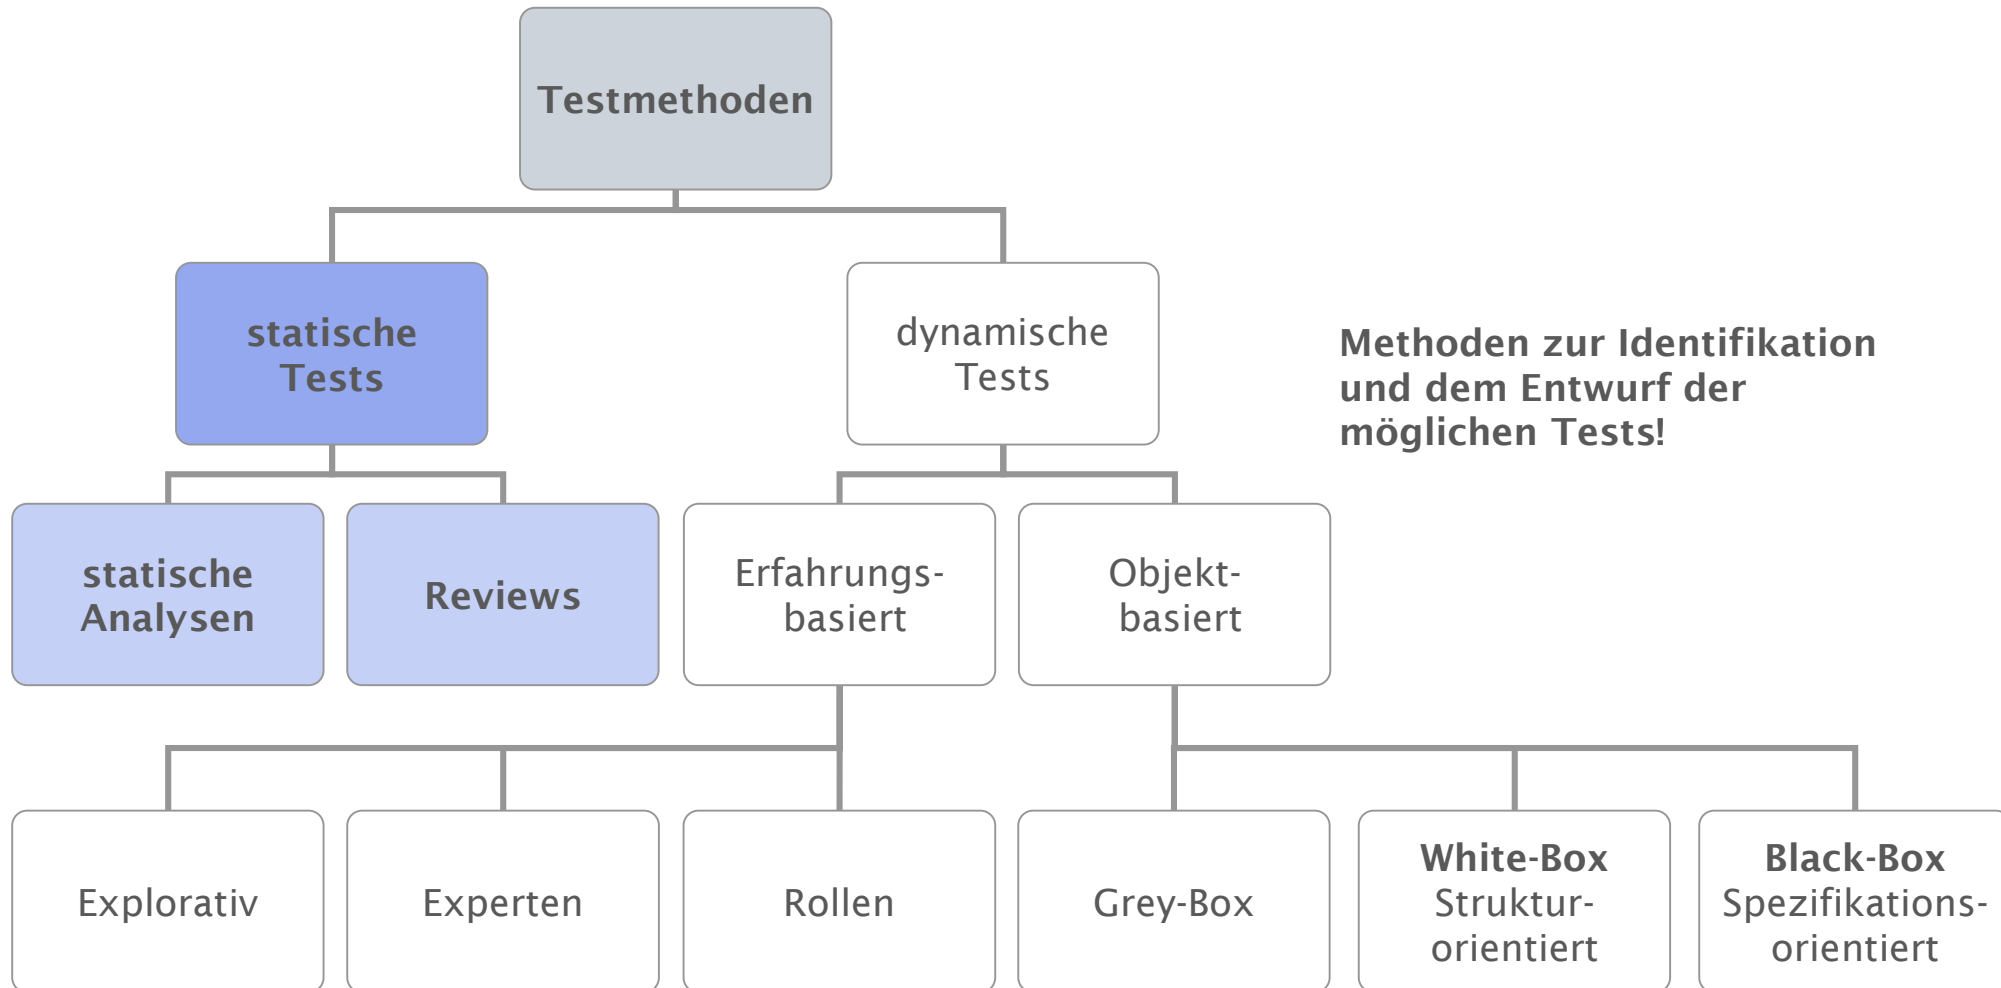 Testmethoden
statische
Tests
dynamische
Tests
Methoden zur Identifikation
und dem Entwurf der
möglichen Tests!
statische
Analysen
Reviews
Erfahrungs-
basiert
Objekt-
basiert
Explorativ
Experten
Rollen
Grey-Box
White-Box
Struktur-
orientiert
Black-Box
Spezifikations-
orientiert